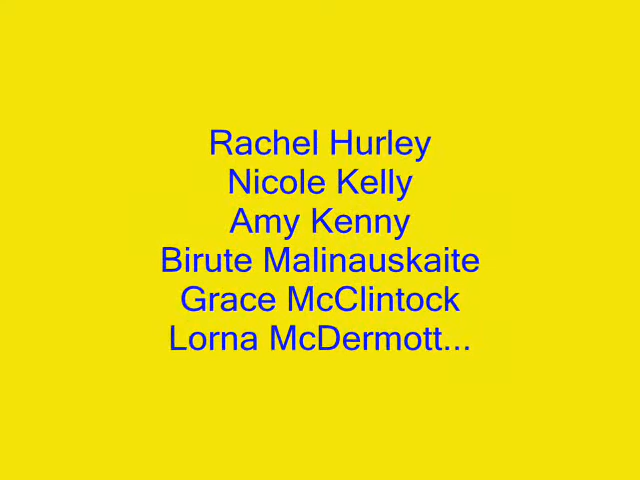 Rachel Hurley
Nicole Kelly
Amy Kenny
Birute Malinauskaite
Grace McClintock
Lorna McDermott...